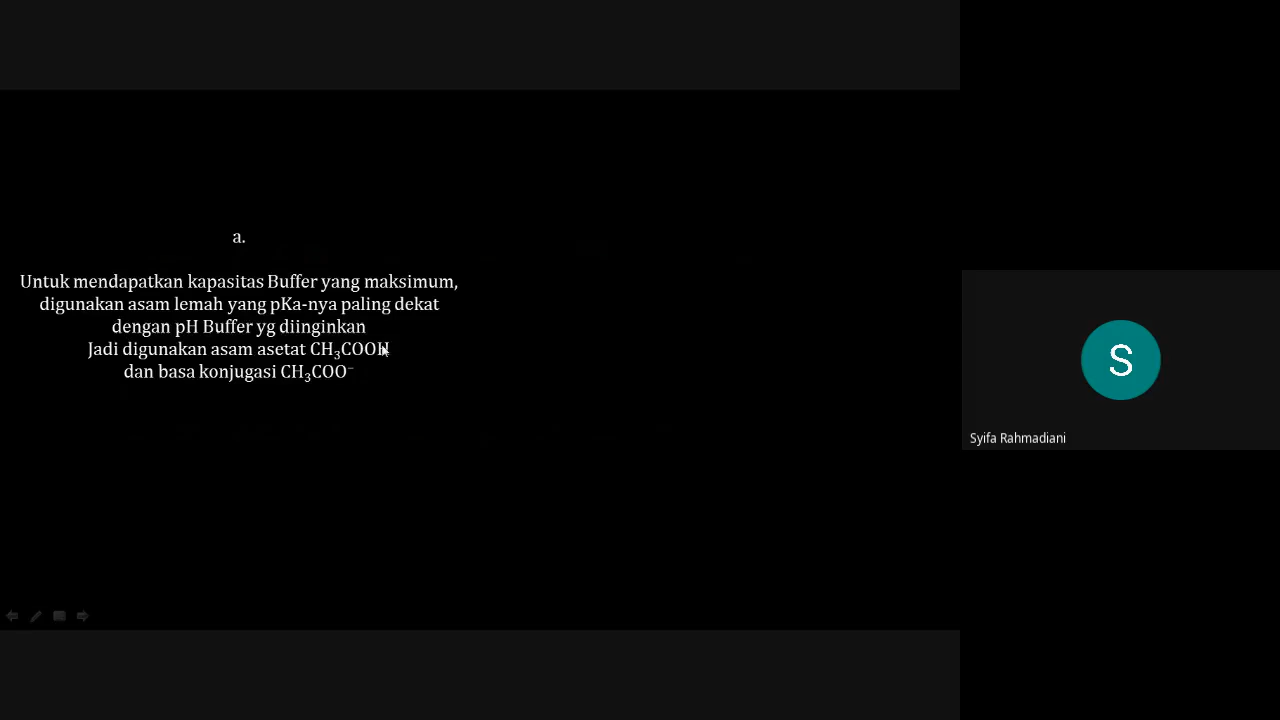 a.
Untuk mendapatkan kapasitas Buffer yang maksimum,
digunakan asam lemah yang pKa-nya paling dekat
dengan pH Buffer yg diinginkan
Jadi digunakan asam asetat CH₃COOH
dan basa konjugasi CH₃COO⁻
S
Syifa Rahmadiani